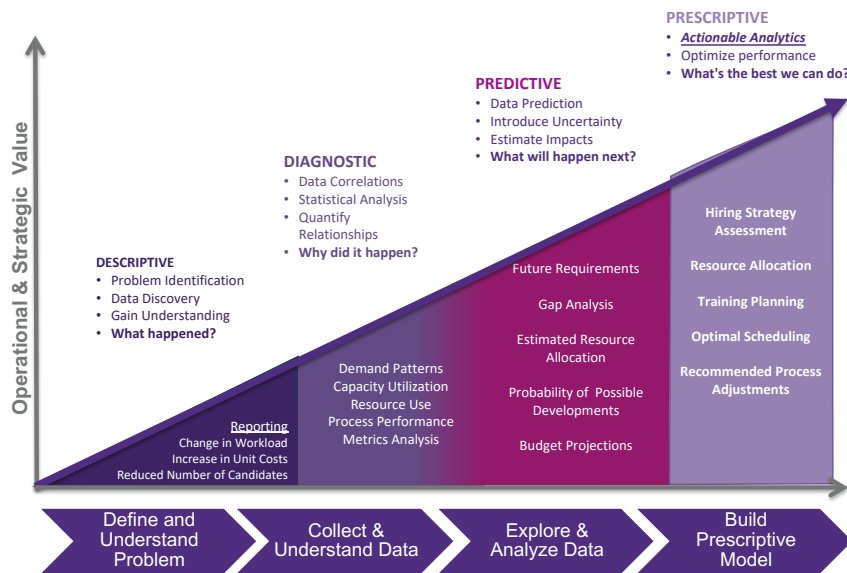 PRESCRIPTIVE
• Actionable Analytics
• Optimize performance
• What's the best we can do?
PREDICTIVE
• Data Prediction
• Introduce Uncertainty
• Estimate Impacts
• What will happen next?
DIAGNOSTIC
• Data Correlations
• Statistical Analysis
• Quantify
Relationships
• Why did it happen?
DESCRIPTIVE
• Problem Identification
• Data Discovery
• Gain Understanding
• What happened?
Operational & Strategic Value
Reporting
Change in Workload
Increase in Unit Costs
Reduced Number of Candidates
Demand Patterns
Capacity Utilization
Resource Use
Process Performance
Metrics Analysis
Future Requirements
Gap Analysis
Estimated Resource
Allocation
Probability of Possible
Developments
Budget Projections
Hiring Strategy
Assessment
Resource Allocation
Training Planning
Optimal Scheduling
Recommended Process
Adjustments
Define and
Understand
Problem
Collect &
Understand Data
Explore &
Analyze Data
Build
Prescriptive
Model